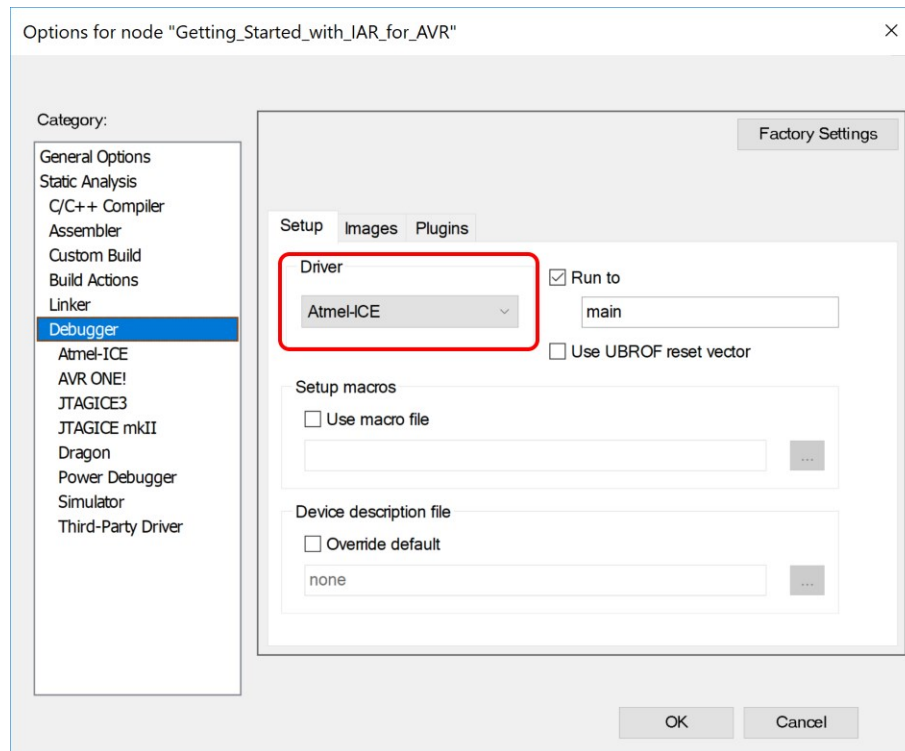 Options for node "Getting_Started_with_IAR_for_AVR"
Category:
General Options
Static Analysis
C/C++ Compiler
Assembler
Custom Build
Build Actions
Linker
Debugger
Atmel-ICE
AVR ONE!
JTAGICE3
JTAGICE mkII
Dragon
Power Debugger
Simulator
Third-Party Driver
Factory Settings
Setup Images Plugins
Driver
Atmel-ICE
Run to
main
Use UBROF reset vector
Setup macros
Use macro file
...
Device description file
Override default
none
...
OK Cancel